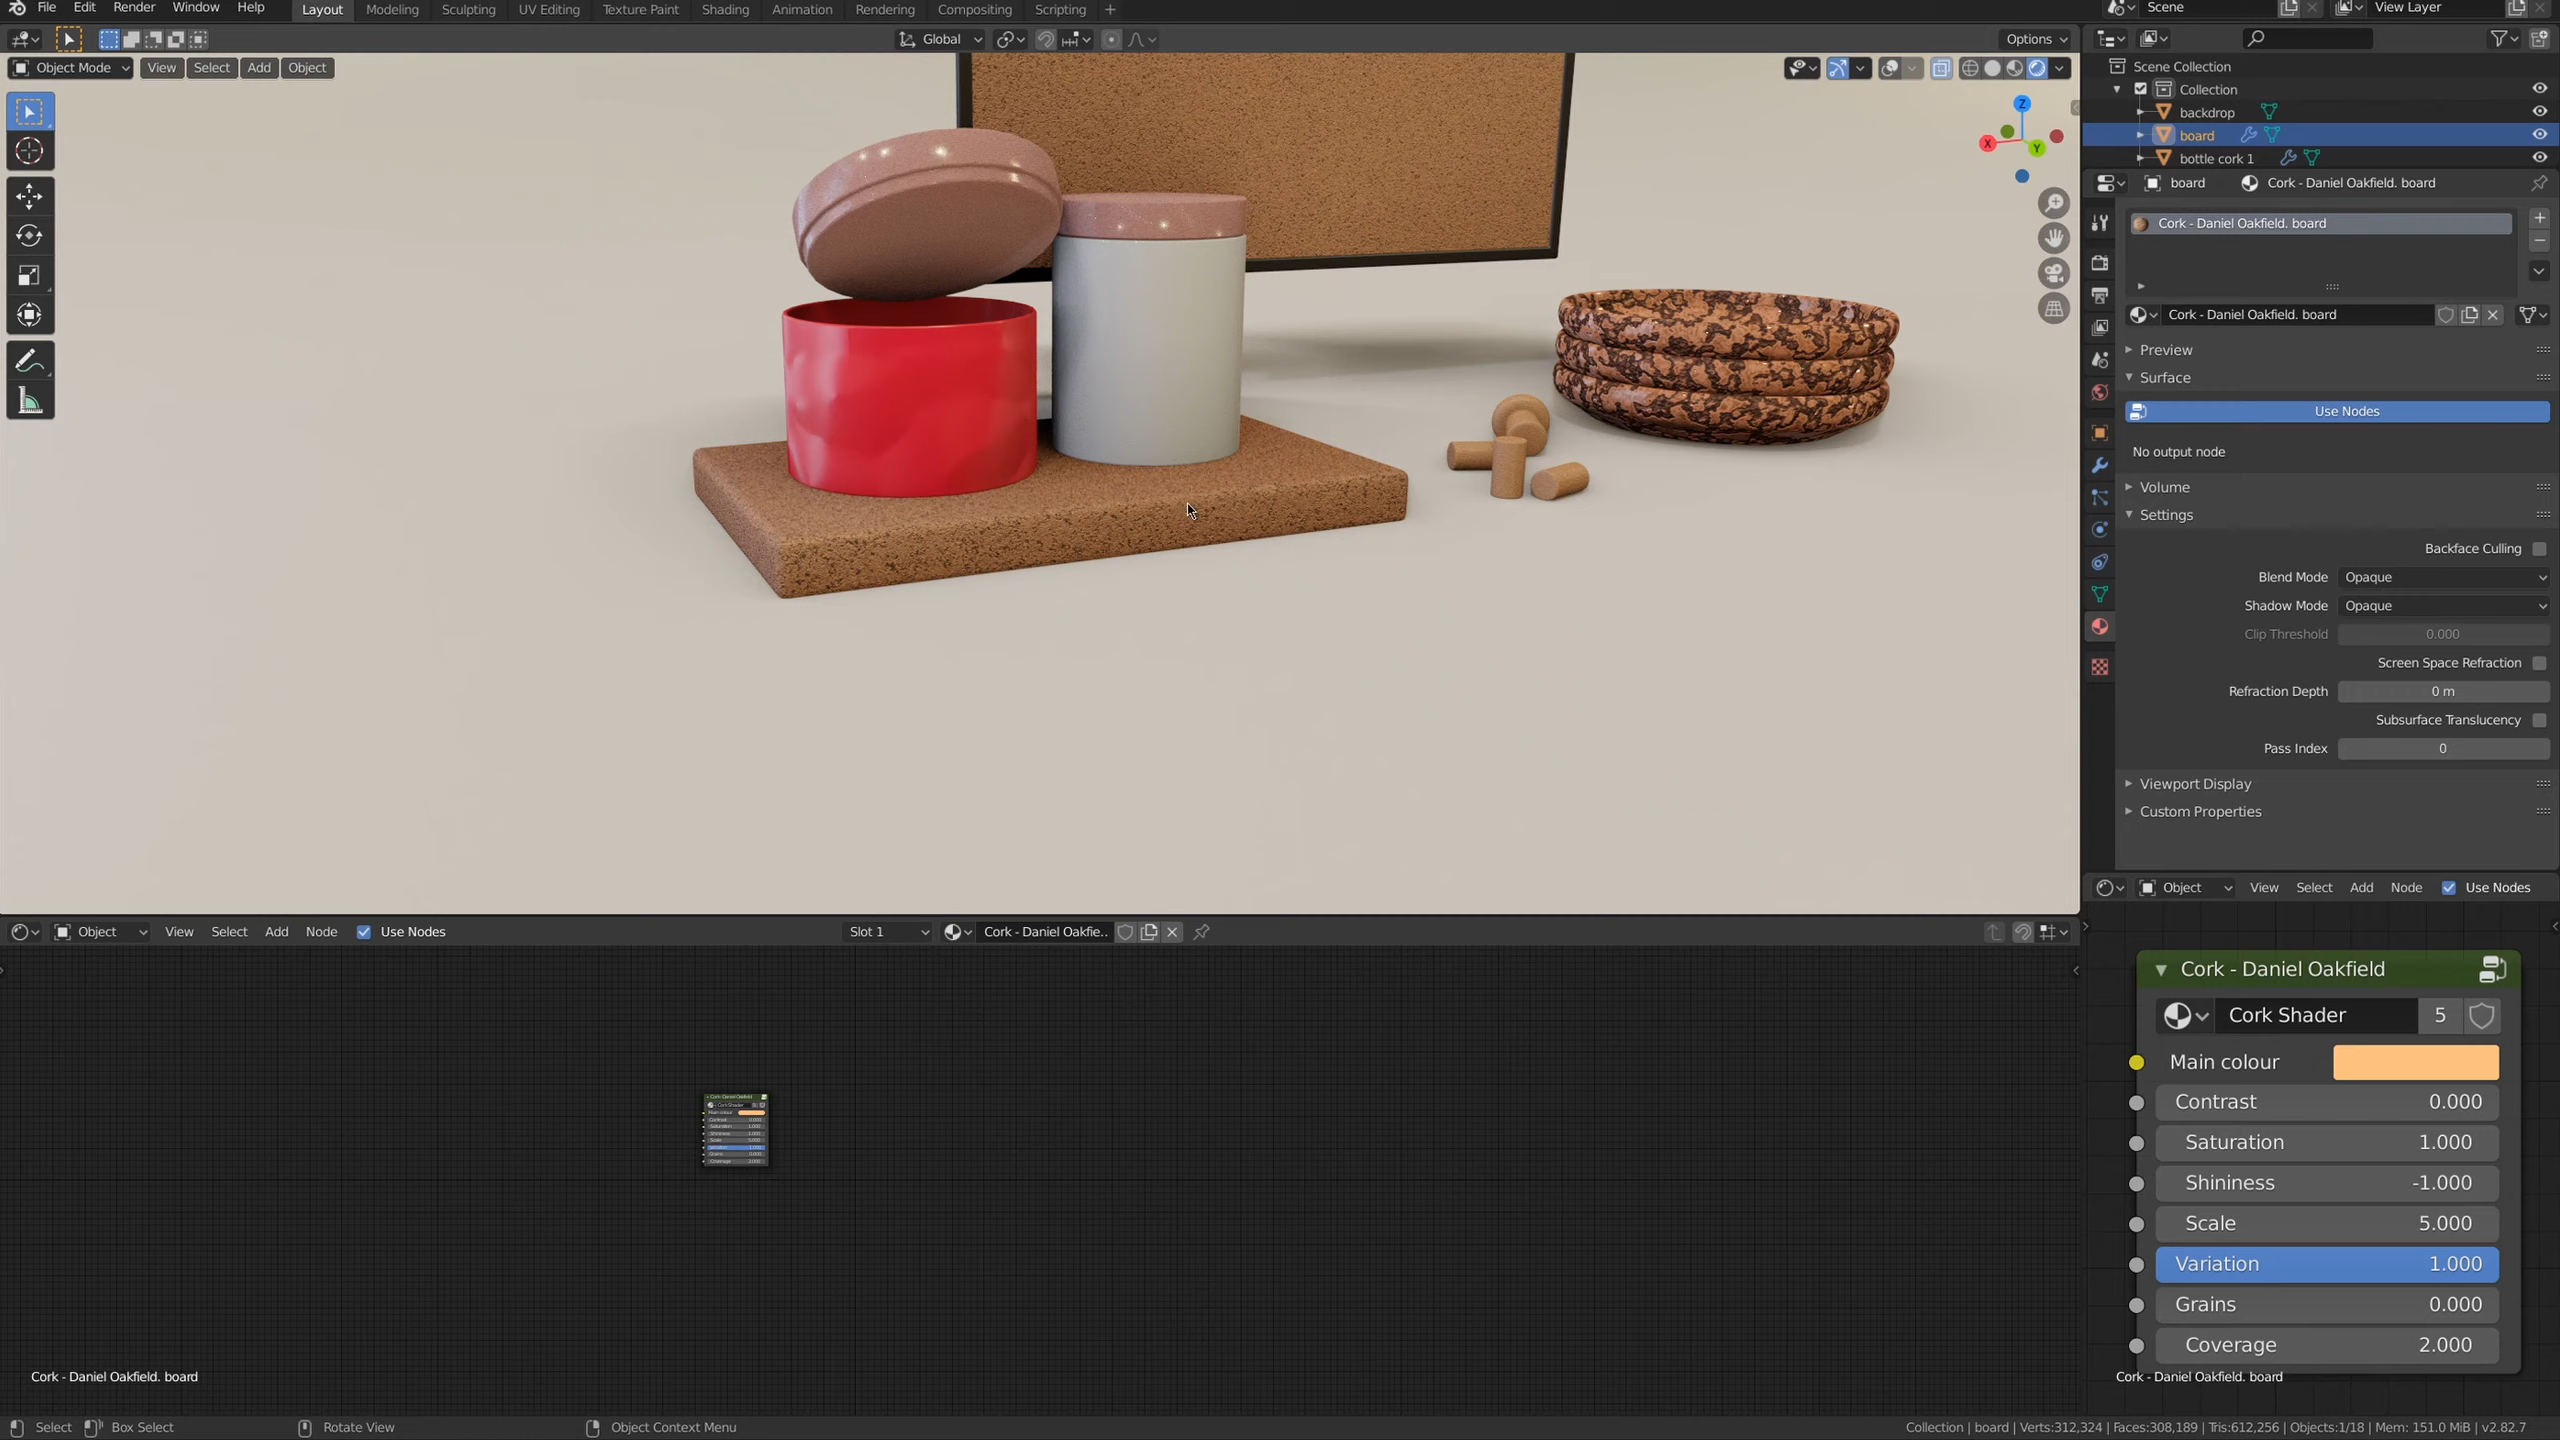 File Edit Render Window Help Layout Modeling Sculpting UV Editing Texture Paint Shading Animation Rendering Compositing Scripting + Scene View Layer
Global Options
Object Mode View Select Add Object
Scene Collection
Collection
backdrop
board
bottle cork 1
board Cork - Daniel Oakfield. board
Cork - Daniel Oakfield. board
Cork - Daniel Oakfield. board
Preview
Surface
Use Nodes
No output node
Volume
Settings
Backface Culling
Blend Mode Opaque
Shadow Mode Opaque
Clip Threshold 0.000
Screen Space Refraction
Refraction Depth 0 m
Subsurface Translucency
Pass Index 0
Viewport Display
Custom Properties
Z
X
Y
Object View Select Add Node Use Nodes Slot 1 Cork - Daniel Oakfie..
Object View Select Add Node Use Nodes
Cork - Daniel Oakfield
Cork Shader 5
Main colour
Contrast 0.000
Saturation 1.000
Shininess -1.000
Scale 5.000
Variation 1.000
Grains 0.000
Coverage 2.000
Cork - Daniel Oakfield. board
Cork - Daniel Oakfield. board
Select Box Select Rotate View Object Context Menu
Collection | board | Verts:312,324 | Faces:308,189 | Tris:612,256 | Objects:1/18 | Mem: 151.0 MiB | v2.82.7